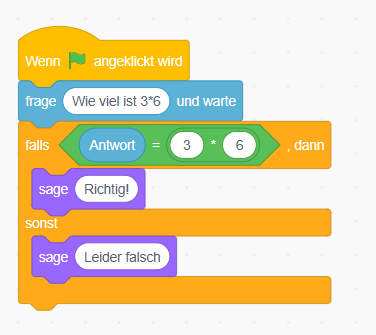 Wenn angeklickt wird
frage Wie viel ist 3*6 und warte
falls Antwort = 3 * 6 , dann
sage Richtig!
sonst
sage Leider falsch